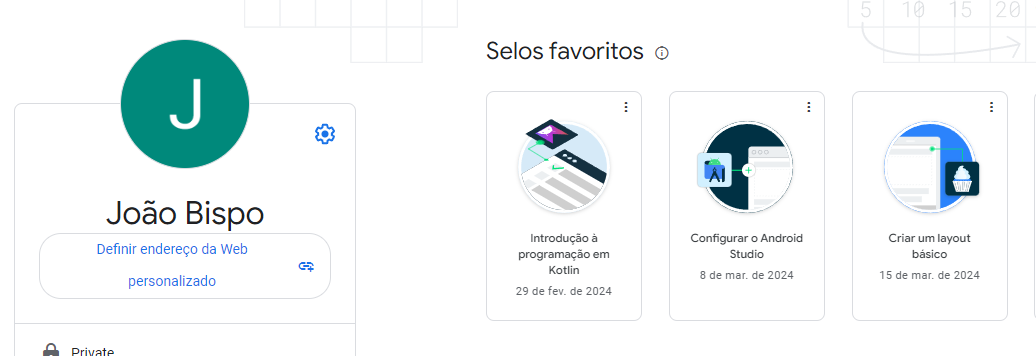 5 10 15 20
J
João Bispo
Definir endereço da Web
personalizado
Private
Selos favoritos
Introdução à
programação em
Kotlin
29 de fev. de 2024
Configurar o Android
Studio
8 de mar. de 2024
Criar um layout
básico
15 de mar. de 2024